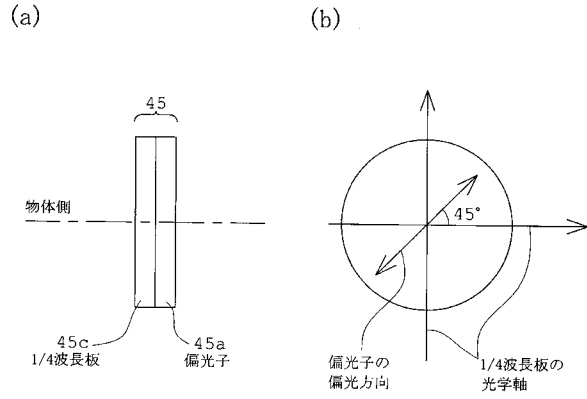 (a)
45
物体側
45c
1/4波長板
45a
偏光子
(b)
45°
偏光子の
偏光方向
1/4波長板の
光学軸